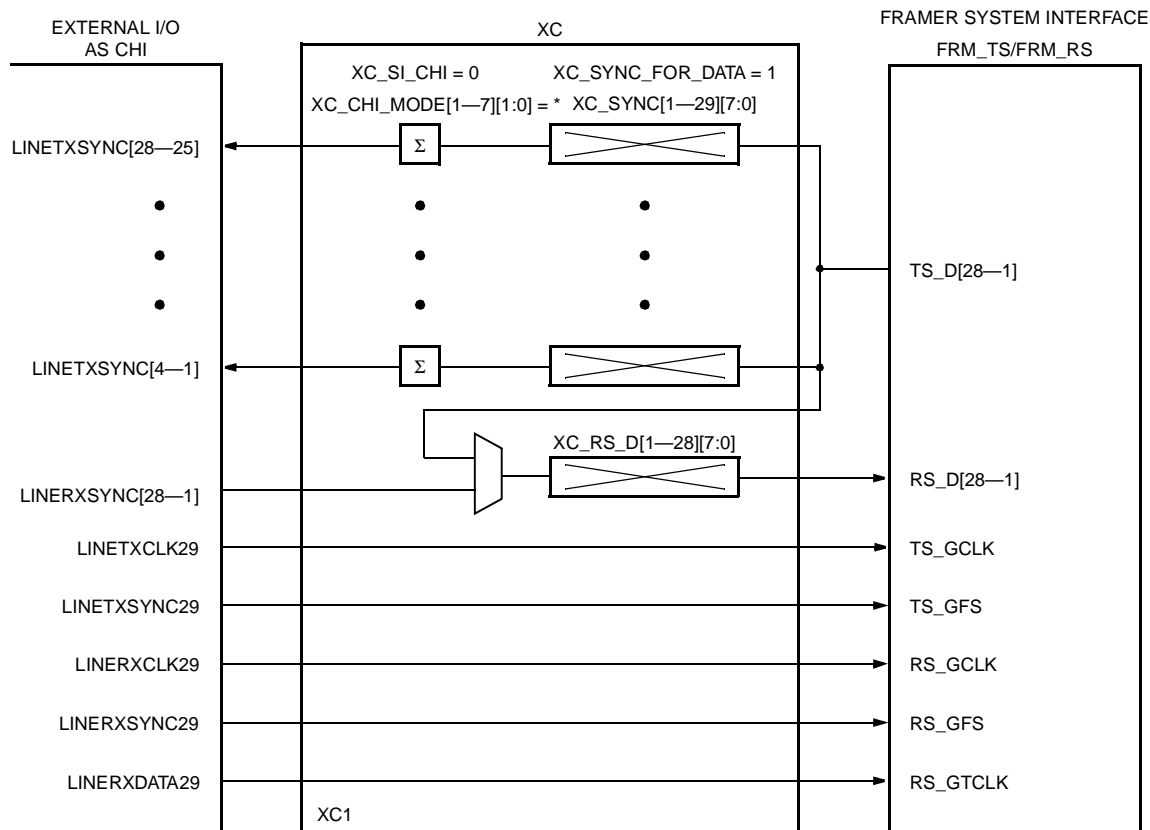 EXTERNAL I/O
AS CHI
XC
FRAMER SYSTEM INTERFACE
FRM_TS/FRM_RS
XC_SI_CHI = 0
XC_SYNC_FOR_DATA = 1
XC_CHI_MODE[1—7][1:0] = *
XC_SYNC[1—29][7:0]
LINETXSYNC[28—25]
Σ
TS_D[28—1]
LINETXSYNC[4—1]
Σ
XC_RS_D[1—28][7:0]
LINERXSYNC[28—1]
RS_D[28—1]
LINETXCLK29
TS_GCLK
LINETXSYNC29
TS_GFS
LINERXCLK29
RS_GCLK
LINERXSYNC29
RS_GFS
LINERXDATA29
RS_GTCLK
XC1